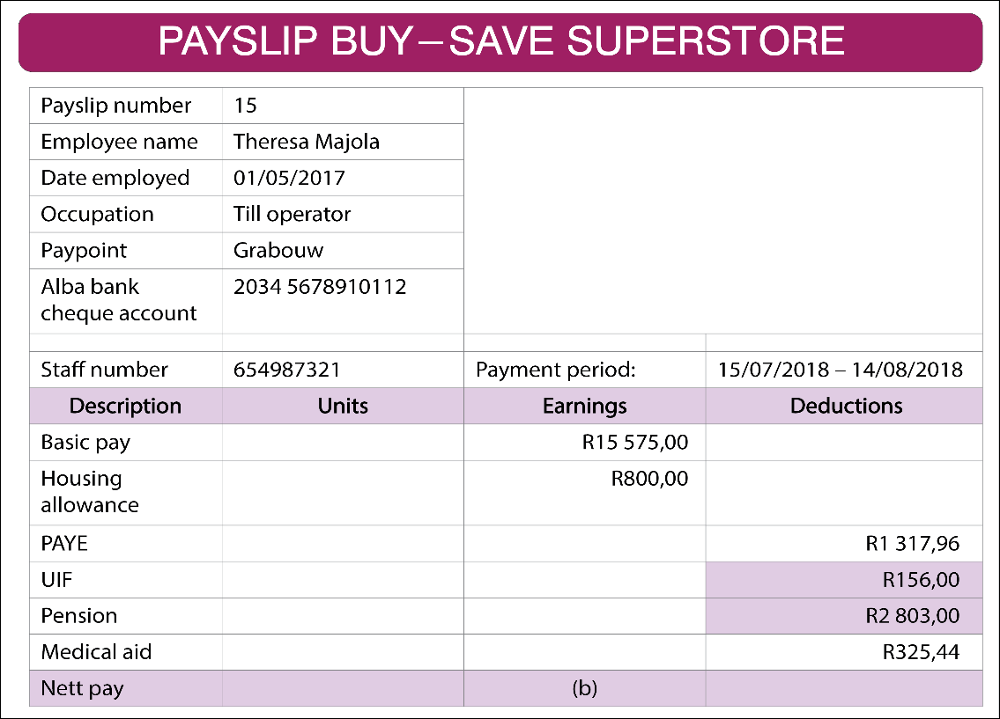 PAYSLIP BUY—SAVE SUPERSTORE
Payslip number 15
Employee name Theresa Majola
Date employed 01/05/2017
Occupation Till operator
Paypoint Grabouw
Alba bank 2034 5678910112
cheque account
Staff number 654987321 Payment period: 15/07/2018 – 14/08/2018
Description Units Earnings Deductions
Basic pay R15 575,00
Housing R800,00
allowance
PAYE R1 317,96
UIF R156,00
Pension R2 803,00
Medical aid R325,44
Nett pay (b)